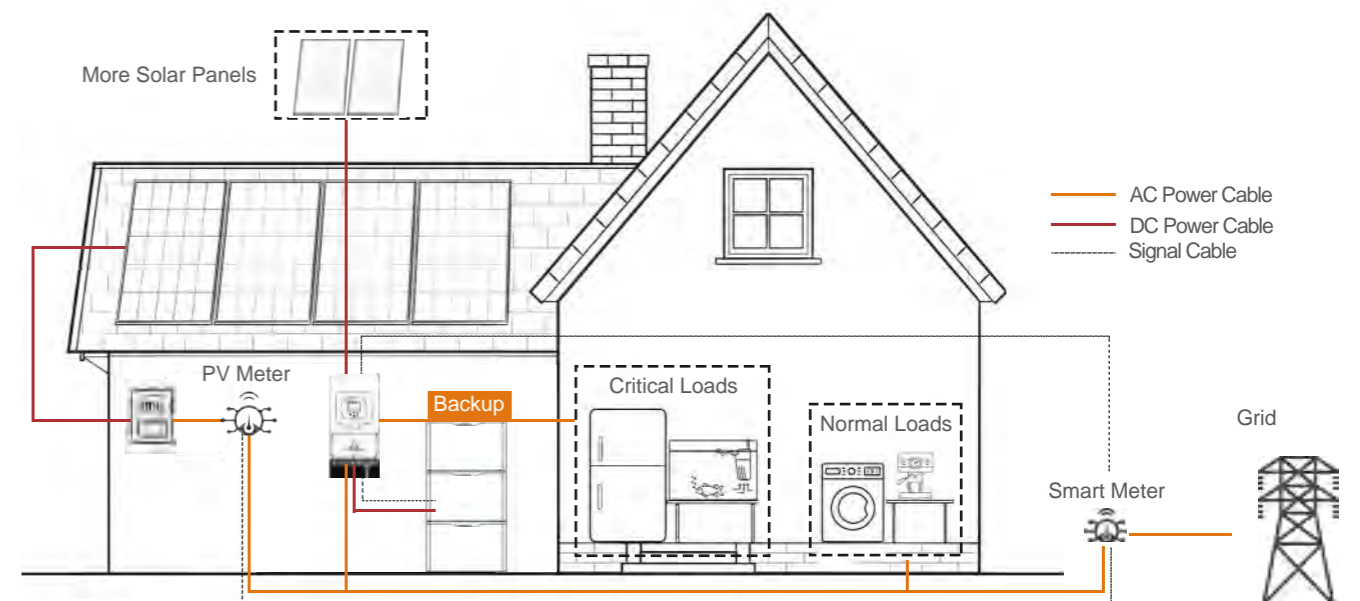 More Solar Panels
AC Power Cable
DC Power Cable
Signal Cable
PV Meter
Backup
Critical Loads
Normal Loads
Grid
Smart Meter